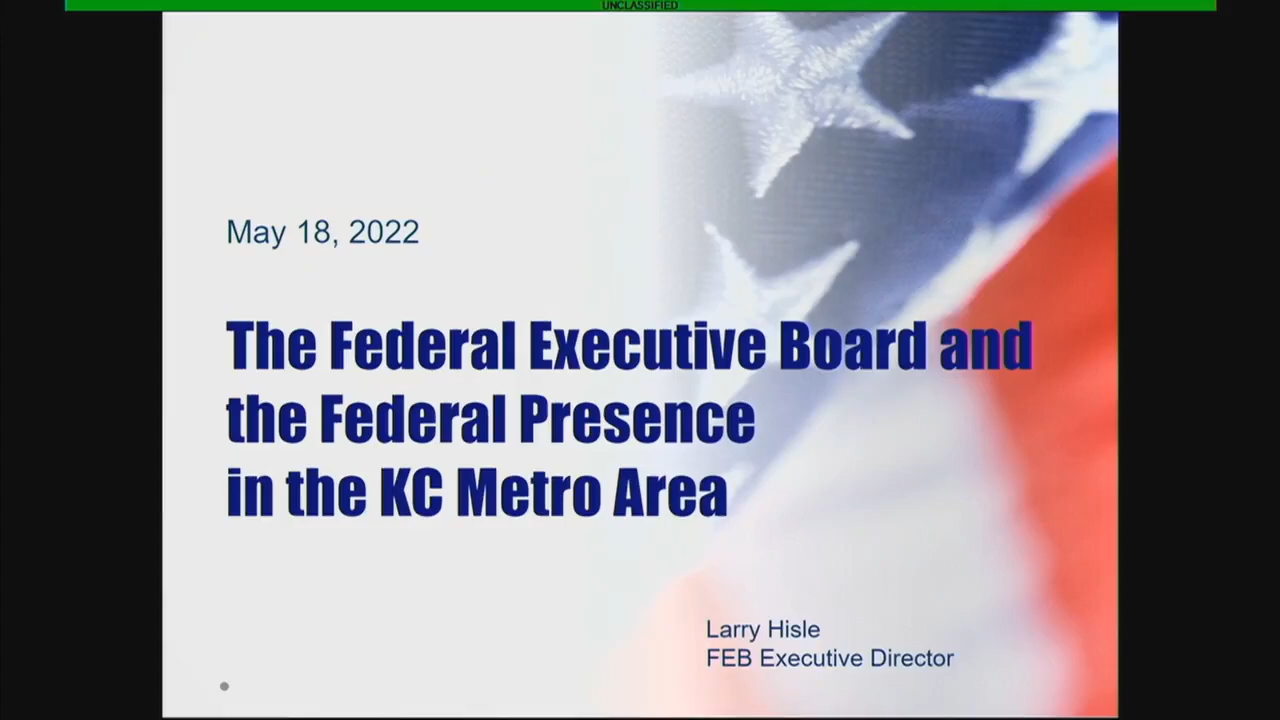 UNCLASSIFIED
May 18, 2022
The Federal Executive Board and
the Federal Presence
in the KC Metro Area
Larry Hisle
FEB Executive Director